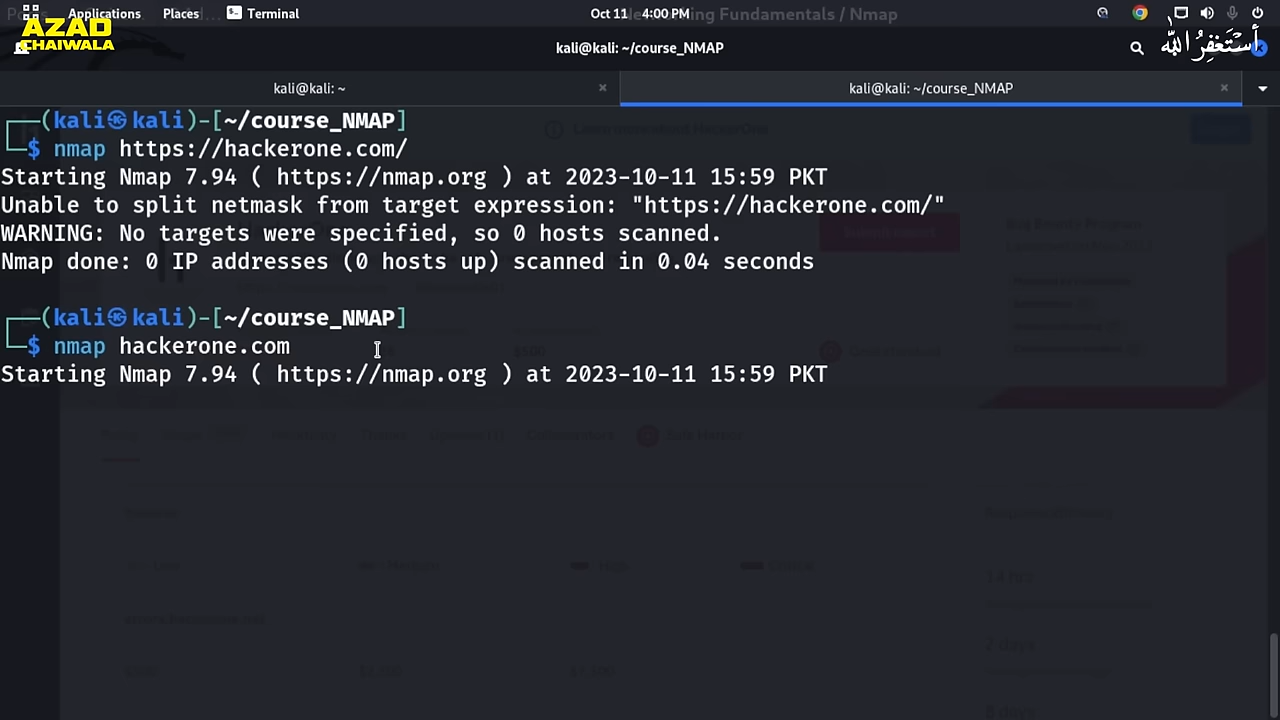 Applications Places Terminal Oct 11 4:00 PM Fundamentals / Nmap
AZAD
CHAIWALA
kali@kali: ~/course_NMAP
أستغفر الله
kali@kali: ~ × kali@kali: ~/course_NMAP ×
┌──(kali㉿kali)-[~/course_NMAP]
└─$ nmap https://hackerone.com/
Starting Nmap 7.94 ( https://nmap.org ) at 2023-10-11 15:59 PKT
Unable to split netmask from target expression: "https://hackerone.com/"
WARNING: No targets were specified, so 0 hosts scanned.
Nmap done: 0 IP addresses (0 hosts up) scanned in 0.04 seconds
┌──(kali㉿kali)-[~/course_NMAP]
└─$ nmap hackerone.com
Starting Nmap 7.94 ( https://nmap.org ) at 2023-10-11 15:59 PKT